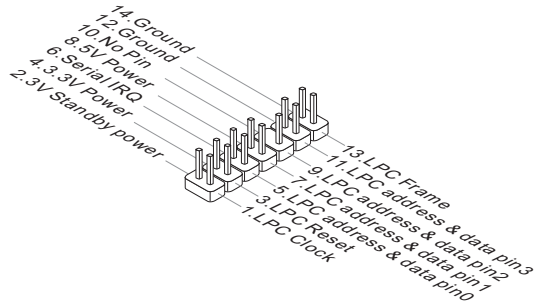 14.Ground
12.Ground
10.No Pin
8.5V Power
6.Serial IRQ
4.3.3V Power
2.3V Standby power
13.LPC Frame
11.LPC address & data pin3
9.LPC address & data pin2
7.LPC address & data pin1
5.LPC address & data pin0
3.LPC Reset
1.LPC Clock